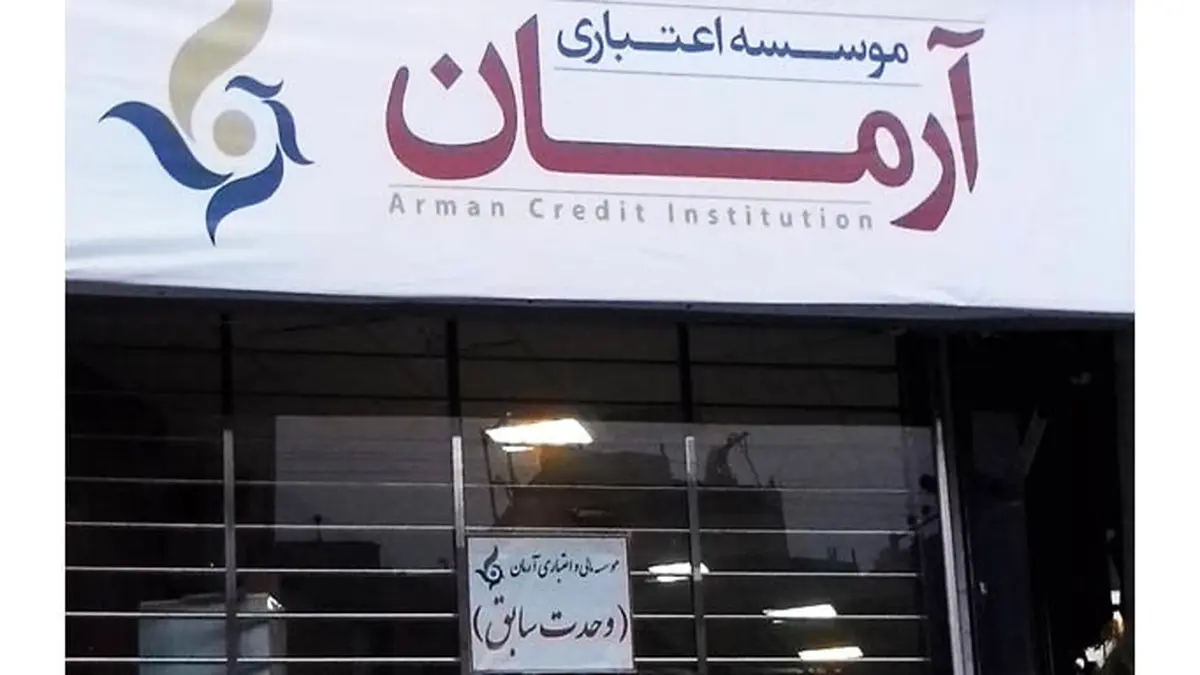 موسسه اعتباری
آرمان
Arman Credit Institution
موسسه مالی و اعتباری آرمان
(وحدت سابق)